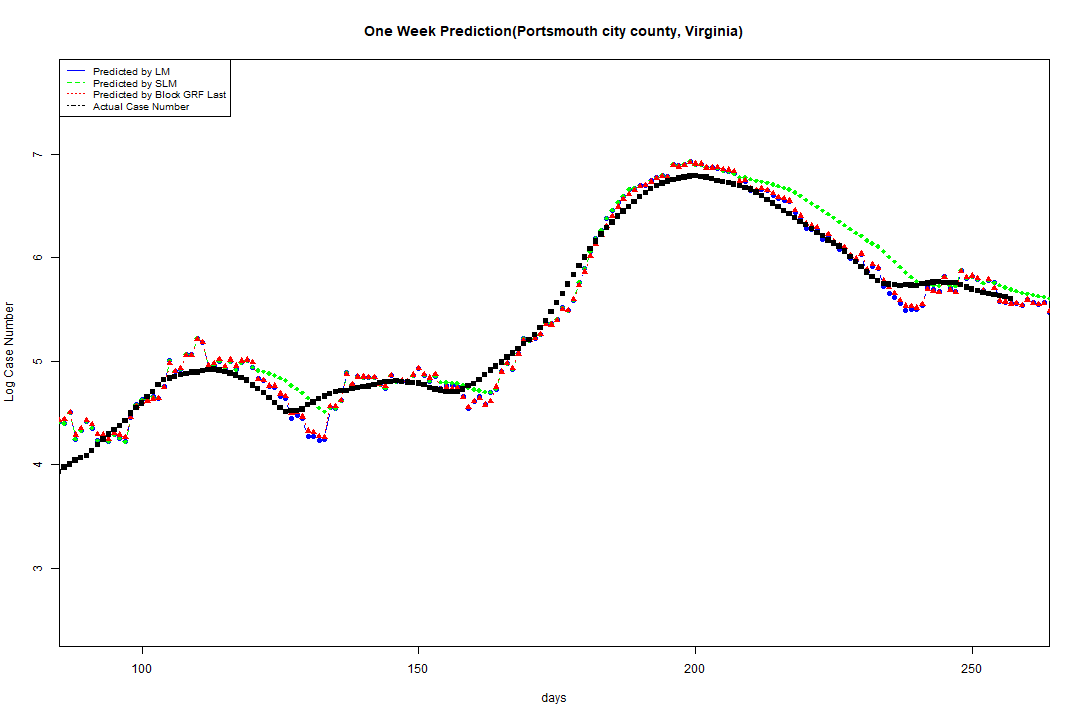 One Week Prediction(Portsmouth city county, Virginia)
Predicted by LM
Predicted by SLM
Predicted by Block GRF Last
Actual Case Number
Log Case Number
7
6
5
4
3
100 150 200 250
days